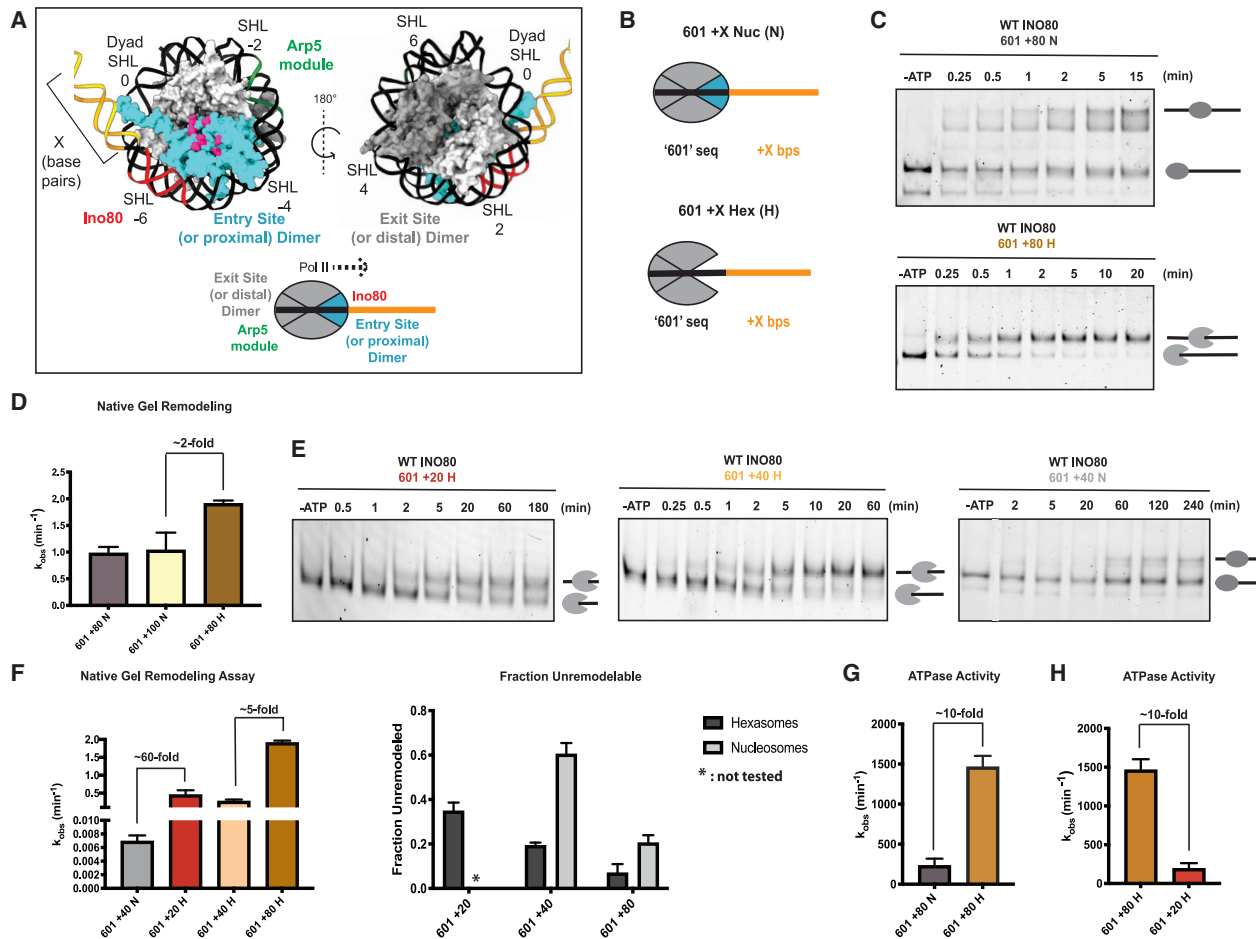 A
Dyad
SHL
0
SHL
-2
Arp5
module
X
(base
pairs)
Ino80
SHL
-6
SHL
-4
Entry Site
(or proximal) Dimer
180°
SHL
6
Dyad
SHL
0
SHL
4
SHL
2
Exit Site
(or distal) Dimer
Pol II
Exit Site
(or distal)
Dimer
Arp5
module
Ino80
Entry Site
(or proximal)
Dimer
B
601 +X Nuc (N)
'601' seq
+X bps
601 +X Hex (H)
'601' seq
+X bps
C
WT INO80
601 +80 N
-ATP 0.25 0.5 1 2 5 15 (min)
WT INO80
601 +80 H
-ATP 0.25 0.5 1 2 5 10 20 (min)
D
Native Gel Remodeling
~2-fold
kobs (min-1)
2.5
2.0
1.5
1.0
0.5
0.0
601 +80 N
601 +100 N
601 +80 H
E
WT INO80
601 +20 H
-ATP 0.5 1 2 5 20 60 180 (min)
WT INO80
601 +40 H
-ATP 0.25 0.5 1 2 5 10 20 60 (min)
WT INO80
601 +40 N
-ATP 2 5 20 60 120 240 (min)
F
Native Gel Remodeling Assay
~60-fold
~5-fold
kobs (min-1)
2.0
1.5
1.0
0.5
0.008
0.006
0.004
0.002
0.000
601 +40 N
601 +20 H
601 +40 H
601 +80 H
Fraction Unremodelable
Fraction Unremodeled
0.8
0.6
0.4
0.2
0.0
*
601 +20
601 +40
601 +80
Hexasomes
Nucleosomes
* : not tested
G
ATPase Activity
~10-fold
kobs (min-1)
2000
1500
1000
500
0
601 +80 N
601 +80 H
H
ATPase Activity
~10-fold
kobs (min-1)
2000
1500
1000
500
0
601 +80 H
601 +20 H